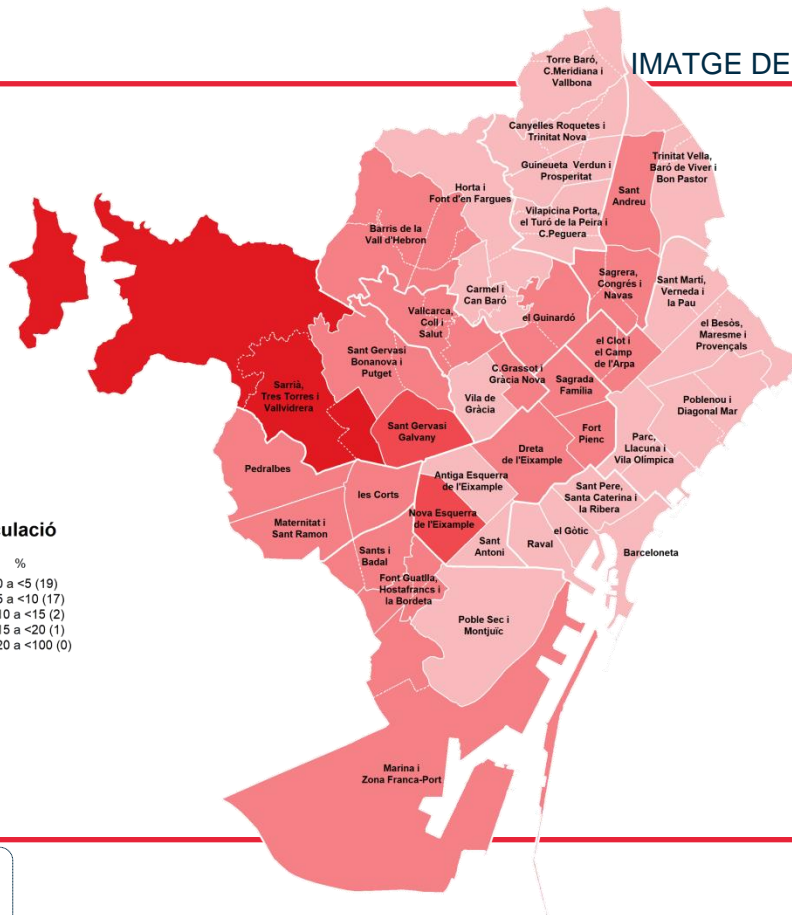 IMATGE DE
Torre Baró,
C.Meridiana i
Vallbona
Canyelles Roquetes i
Trinitat Nova
Guineueta Verdun i
Prosperitat
Trinitat Vella,
Baró de Viver i
Bon Pastor
Sant
Andreu
Horta i
Font d'en Fargues
Vilapicina Porta,
el Turó de la Peira i
C.Peguera
Barris de la
Vall d'Hebron
Carmel i
Can Baró
Sagrera,
Congrés i
Navas
Sant Martí,
Verneda i
la Pau
Vallcarca,
Coll i
Salut
el Guinardó
el Besòs,
Maresme i
Provençals
el Clot i
el Camp
de l'Arpa
Sant Gervasi
Bonanova i
Putget
C.Grassot i
Gràcia Nova
Sagrada
Família
Sarrià,
Tres Torres i
Vallvidrera
Vila de
Gràcia
Poblenou i
Diagonal Mar
Sant Gervasi
Galvany
Fort
Pienc
Parc,
Llacuna i
Vila Olímpica
Dreta
de l'Eixample
Pedralbes
Antiga Esquerra
de l'Eixample
les Corts
Sant Pere,
Santa Caterina i
la Ribera
Nova Esquerra
de l'Eixample
Maternitat i
Sant Ramon
el Gòtic
Sant
Antoni
Raval
Barceloneta
Sants i
Badal
Font Guatlla,
Hostafrancs i
la Bordeta
Poble Sec i
Montjuïc
Marina i
Zona Franca-Port
culació
%
0 a <5 (19)
5 a <10 (17)
10 a <15 (2)
15 a <20 (1)
20 a <100 (0)